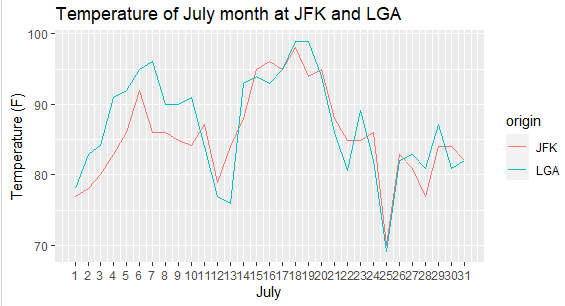 Temperature of July month at JFK and LGA
100
90
80
70
Temperature (F)
1 2 3 4 5 6 7 8 9 10 11 12 13 14 15 16 17 18 19 20 21 22 23 24 25 26 27 28 29 30 31
July
origin
JFK
LGA